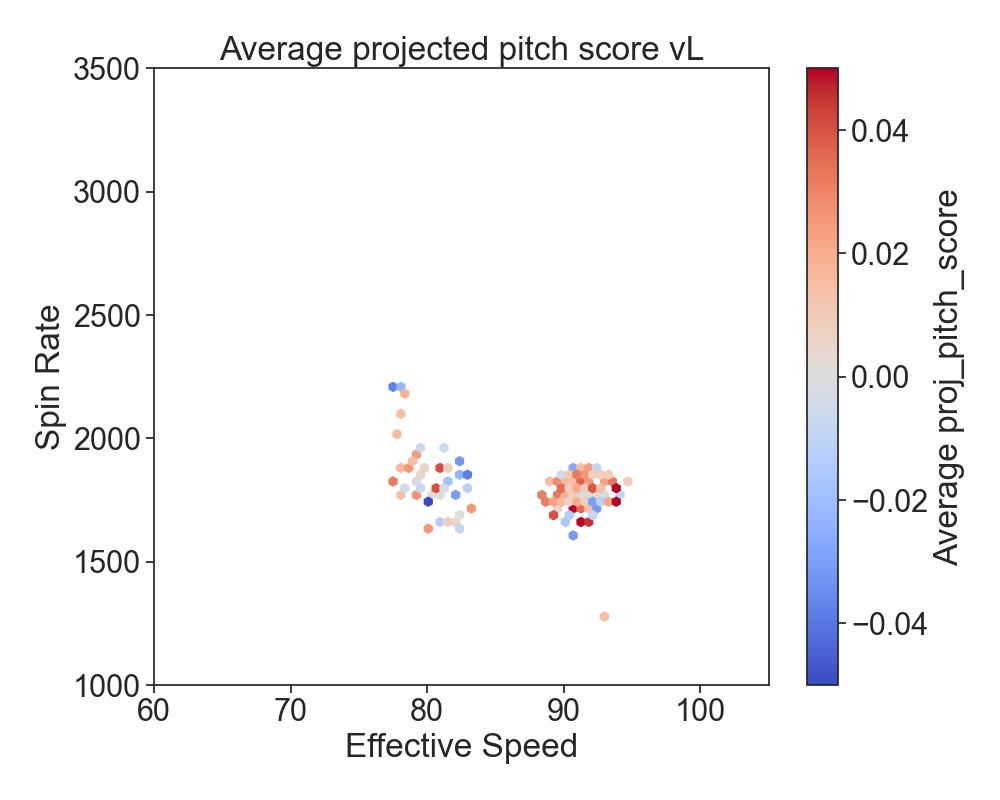 Average projected pitch score vL
3500
3000
2500
2000
1500
1000
Spin Rate
60 70 80 90 100
Effective Speed
0.04
0.02
0.00
−0.02
−0.04
Average proj_pitch_score